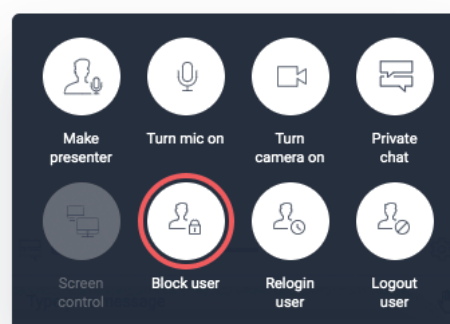 Make presenter
Turn mic on
Turn camera on
Private chat
Screen control
Block user
Relogin user
Logout user